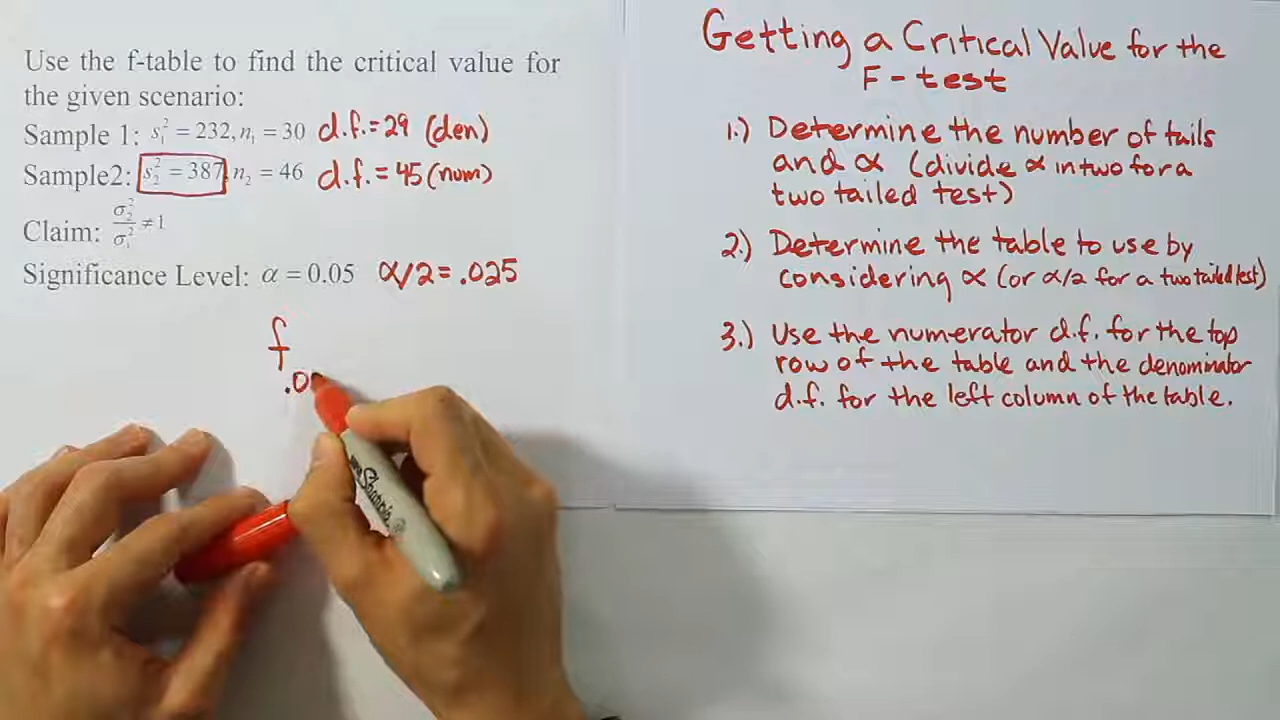 Use the f-table to find the critical value for
the given scenario:
Sample 1: s₁² = 232, n₁ = 30 d.f. = 29 (den)
Sample2: s₂² = 387, n₂ = 46 d.f. = 45 (num)
Claim: σ₂²/σ₁² ≠ 1
Significance Level: α = 0.05 α/2 = .025
f
.0
Sharpie
Getting a Critical Value for the
F-test
1.) Determine the number of tails
and α (divide α in two for a
two tailed test)
2.) Determine the table to use by
considering α (or α/2 for a two tailed test)
3.) Use the numerator d.f. for the top
row of the table and the denominator
d.f. for the left column of the table.